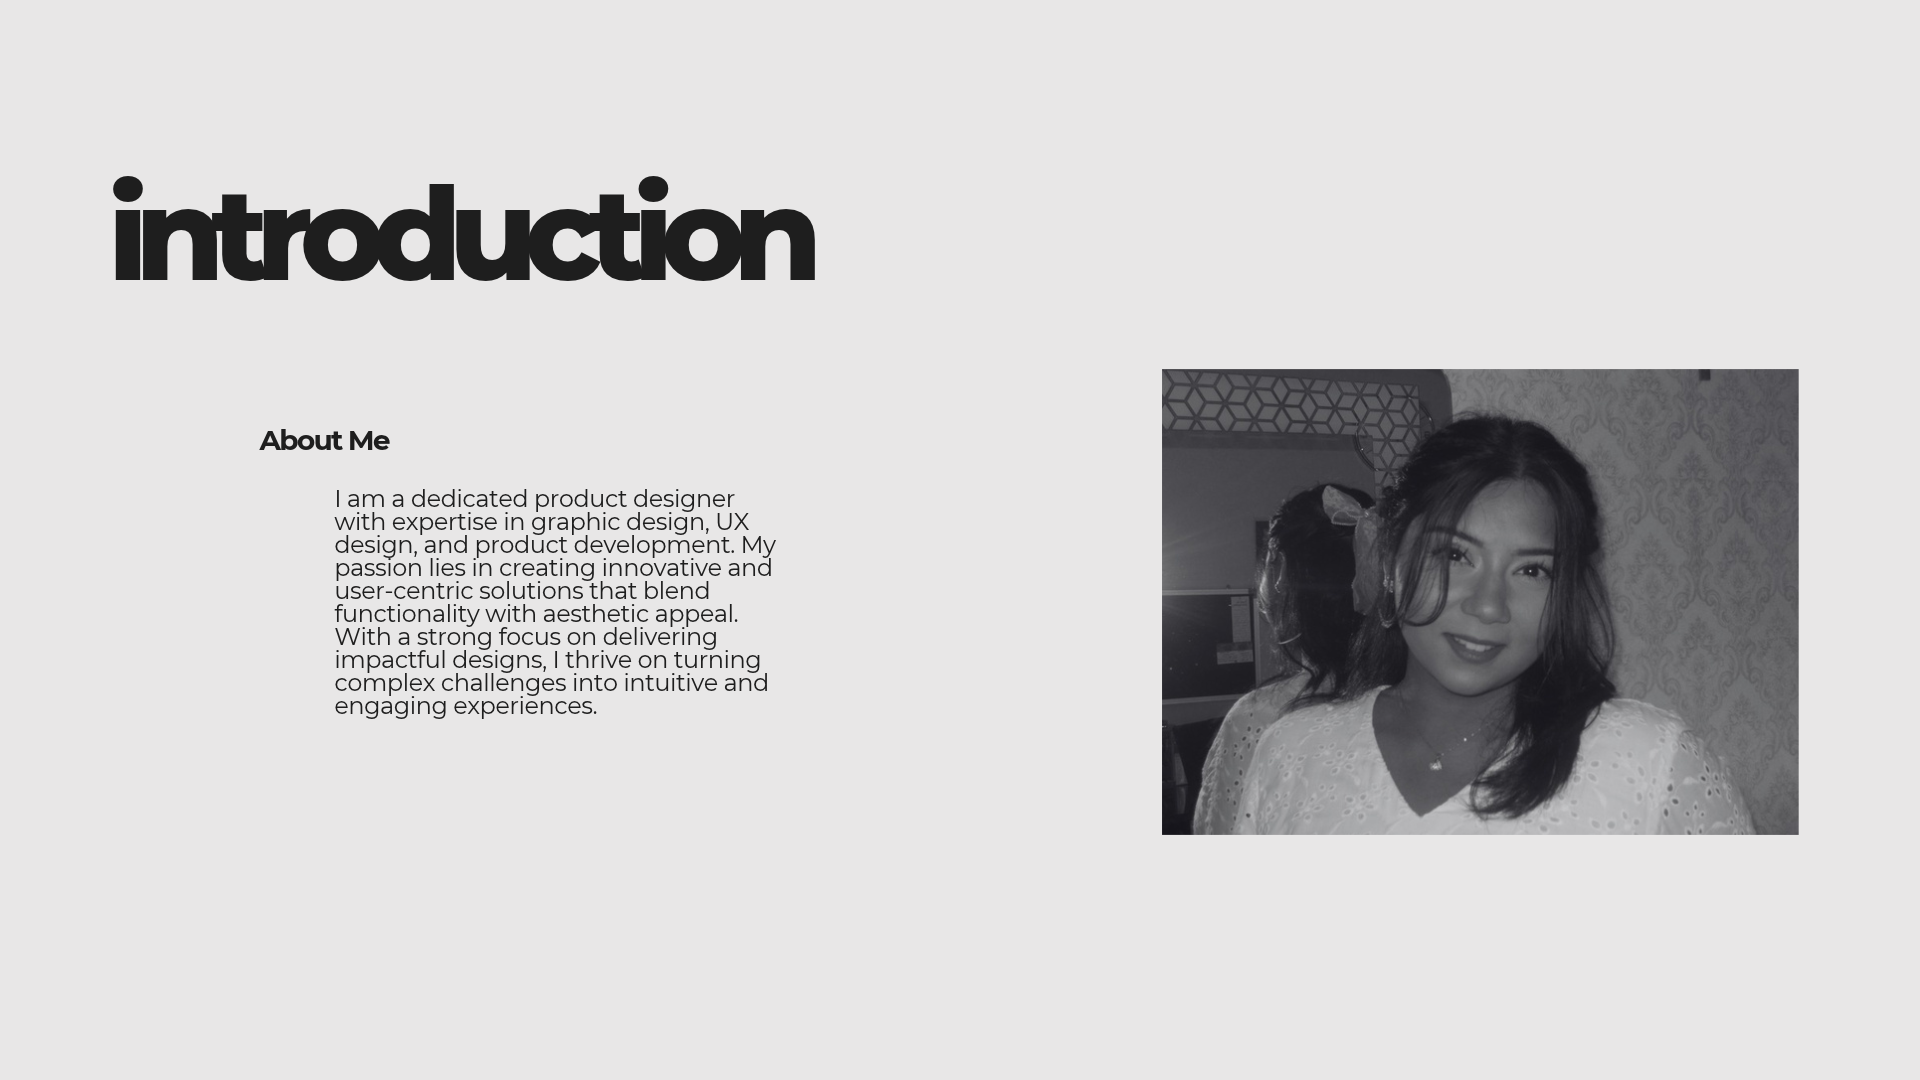 introduction
About Me
I am a dedicated product designer
with expertise in graphic design, UX
design, and product development. My
passion lies in creating innovative and
user-centric solutions that blend
functionality with aesthetic appeal.
With a strong focus on delivering
impactful designs, I thrive on turning
complex challenges into intuitive and
engaging experiences.